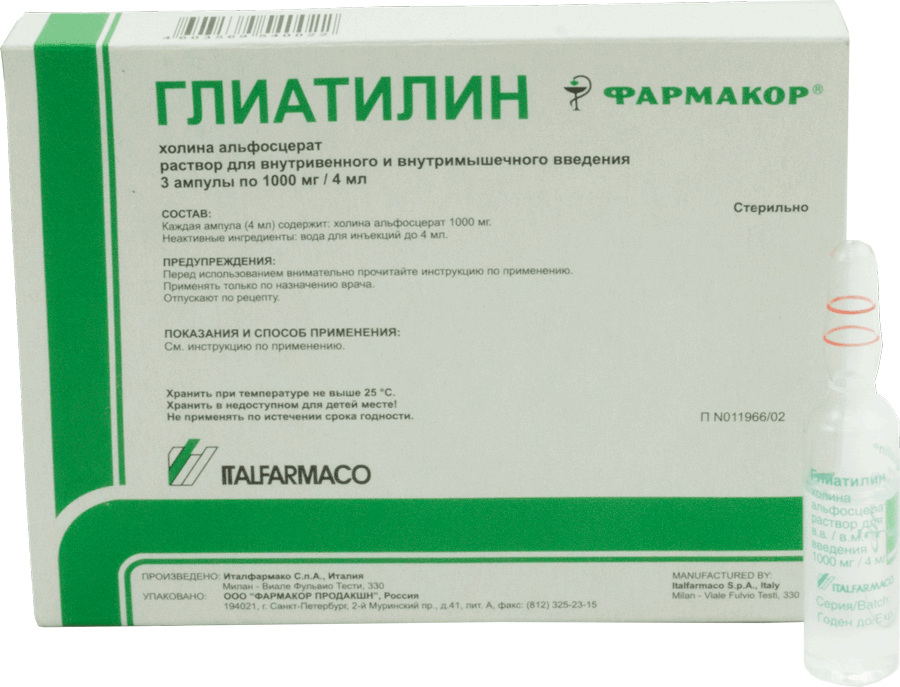 ГЛИАТИЛИН
ФАРМАКОР®
холина альфосцерат
раствор для внутривенного и внутримышечного введения
3 ампулы по 1000 мг / 4 мл
Стерильно
СОСТАВ:
Каждая ампула (4 мл) содержит: холина альфосцерат 1000 мг.
Неактивные ингредиенты: вода для инъекций до 4 мл.
ПРЕДУПРЕЖДЕНИЯ:
Перед использованием внимательно прочитайте инструкцию по применению.
Применять только по назначению врача.
Отпускают по рецепту.
ПОКАЗАНИЯ И СПОСОБ ПРИМЕНЕНИЯ:
См. инструкцию по применению.
Хранить при температуре не выше 25 °С.
Хранить в недоступном для детей месте!
Не применять по истечении срока годности.
П N011966/02
ITALFARMACO
ПРОИЗВЕДЕНО: Италфармако С.п.А., Италия
Милан - Виале Фульвио Тести, 330
УПАКОВАНО: ООО "ФАРМАКОР ПРОДАКШН", Россия
194021, г. Санкт-Петербург, 2-й Муринский пр., д.41, лит. А, факс: (812) 325-23-15
MANUFACTURED BY:
Italfarmaco S.p.A., Italy
Milan - Viale Fulvio Testi, 330
Глиатилин
холина
альфосцерат
раствор для
в.в. / в.м.
введения
1000 мг / 4 мл
ITALFARMACO
Серия/Batch:
Годен до/Exp